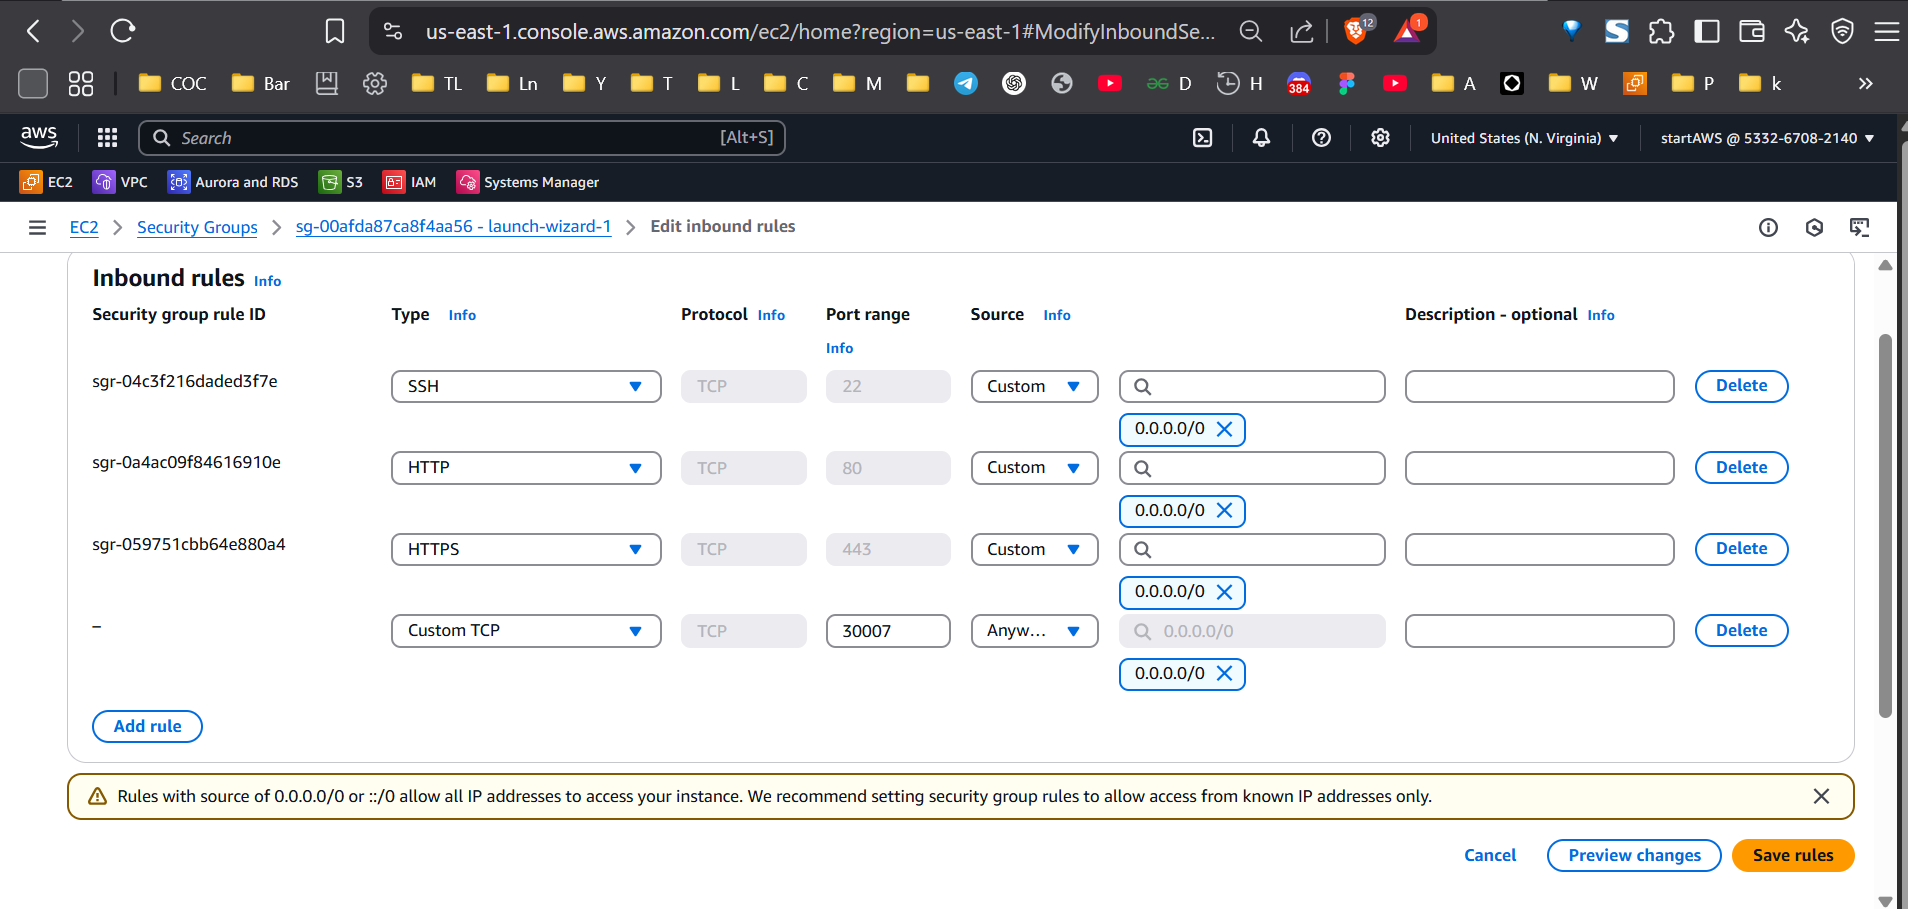 us-east-1.console.aws.amazon.com/ec2/home?region=us-east-1#ModifyInboundSe...
12
1
COC
Bar
TL
Ln
Y
T
L
C
M
D
H
384
A
W
P
k
aws
Search
[Alt+S]
United States (N. Virginia)
startAWS @ 5332-6708-2140
EC2
VPC
Aurora and RDS
S3
IAM
Systems Manager
EC2 > Security Groups > sg-00afda87ca8f4aa56 - launch-wizard-1 > Edit inbound rules
Inbound rules Info
Security group rule ID
Type Info
Protocol Info
Port range
Info
Source Info
Description - optional Info
sgr-04c3f216daded3f7e
SSH
TCP
22
Custom
Delete
0.0.0.0/0
sgr-0a4ac09f84616910e
HTTP
TCP
80
Custom
Delete
0.0.0.0/0
sgr-059751cbb64e880a4
HTTPS
TCP
443
Custom
Delete
0.0.0.0/0
–
Custom TCP
TCP
30007
Anyw...
0.0.0.0/0
Delete
0.0.0.0/0
Add rule
Rules with source of 0.0.0.0/0 or ::/0 allow all IP addresses to access your instance. We recommend setting security group rules to allow access from known IP addresses only.
Cancel
Preview changes
Save rules